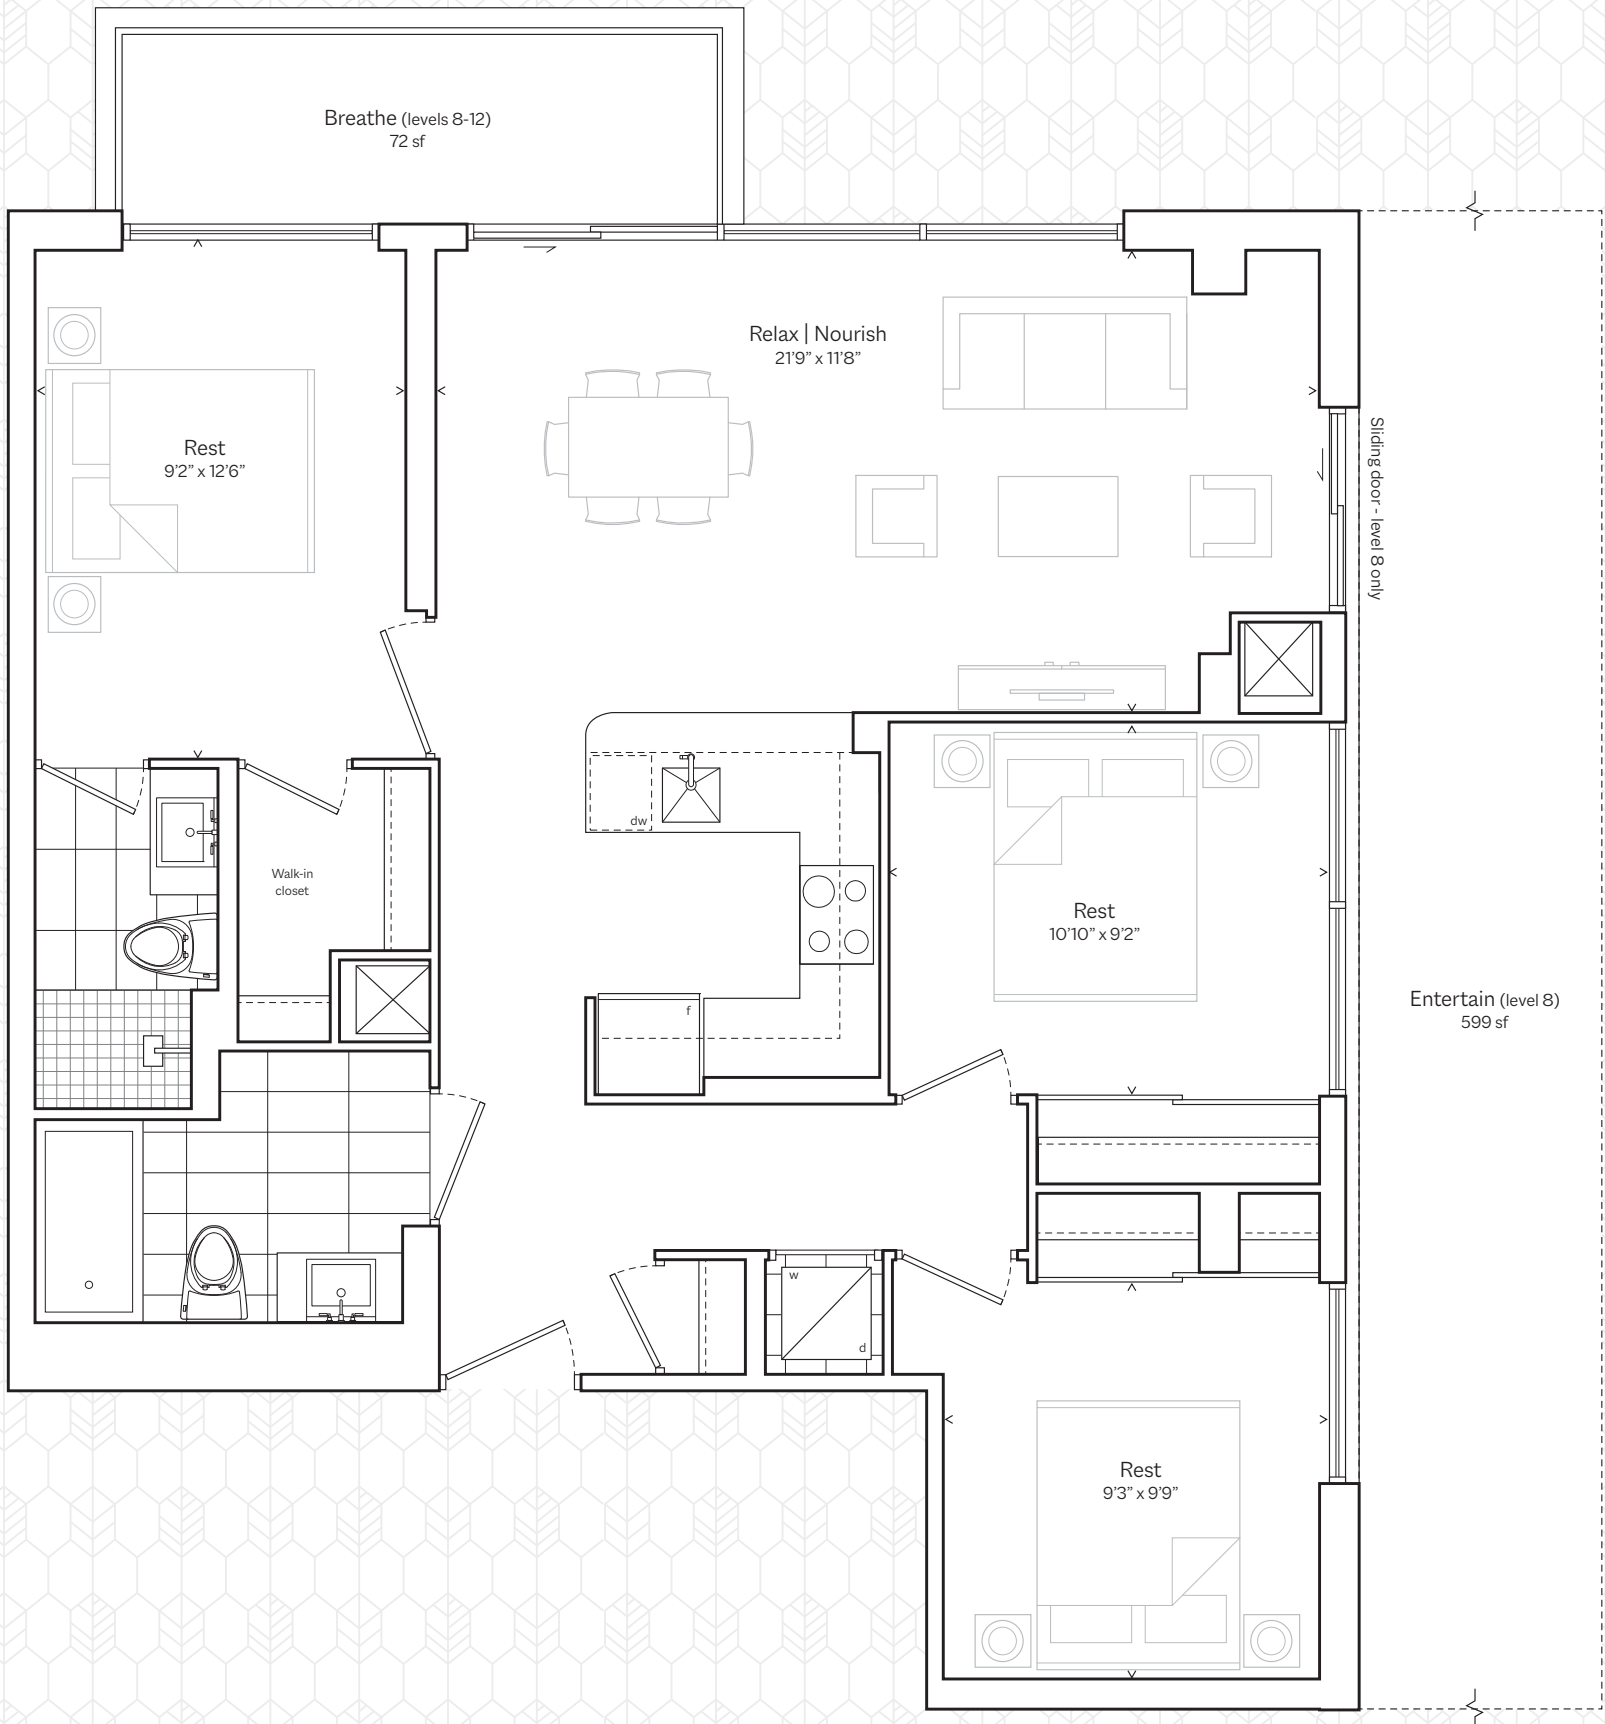 Breathe (levels 8-12)
72 sf
Relax | Nourish
21’9” x 11’8”
Rest
9’2” x 12’6”
Sliding door - level 8 only
dw
Walk-in
closet
Rest
10’10” x 9’2”
f
Entertain (level 8)
599 sf
w
d
Rest
9’3” x 9’9”